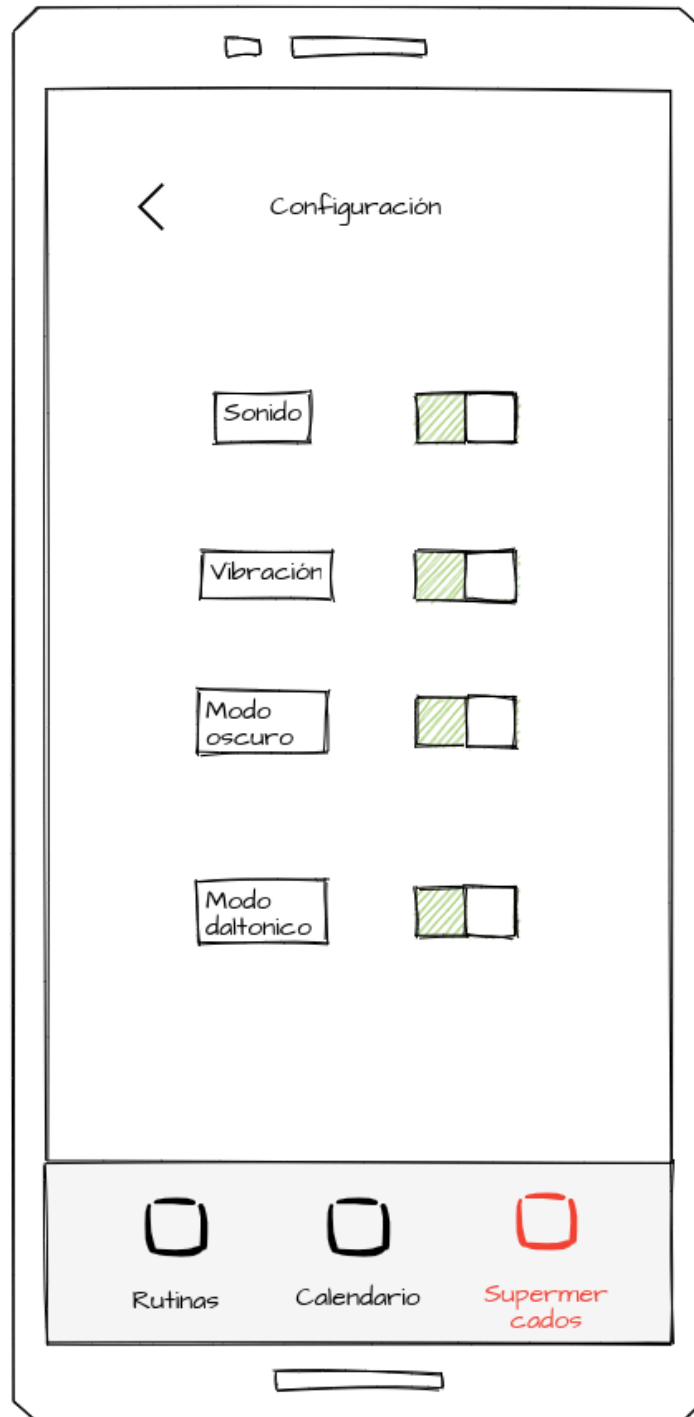 Configuración
Sonido
Vibración
Modo
oscuro
Modo
daltonico
Rutinas
Calendario
Supermer
cados